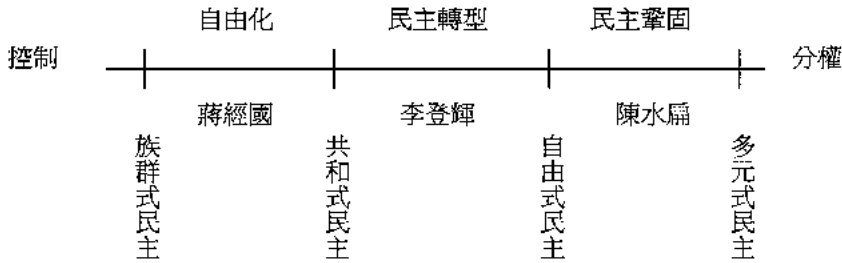 自由化 民主轉型 民主鞏固
控制 分權
蔣經國 李登輝 陳水扁
族群式民主
共和式民主
自由式民主
多元式民主